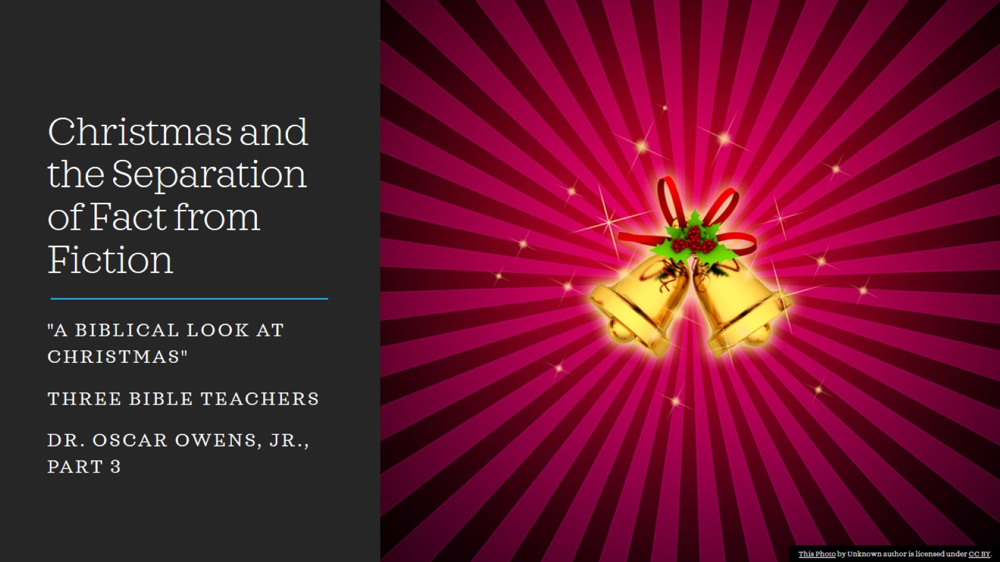 Christmas and
the Separation
of Fact from
Fiction
"A BIBLICAL LOOK AT
CHRISTMAS"
THREE BIBLE TEACHERS
DR. OSCAR OWENS, JR.,
PART 3
This Photo by Unknown author is licensed under CC BY.